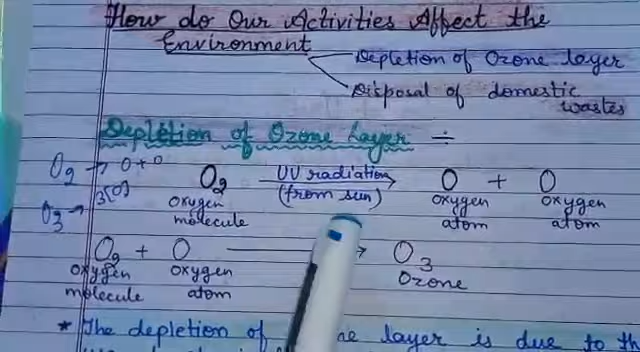 How do Our Activities Affect the
Environment
Depletion of Ozone layer
Disposal of domestic
wastes
Depletion of Ozone Layer ÷
O2 → O + O
O3 → 3(O)
O2 UV radiation (from sun) → O + O
oxygen molecule oxygen atom oxygen atom
O2 + O → O3
oxygen molecule oxygen atom Ozone
* The depletion of layer is due to